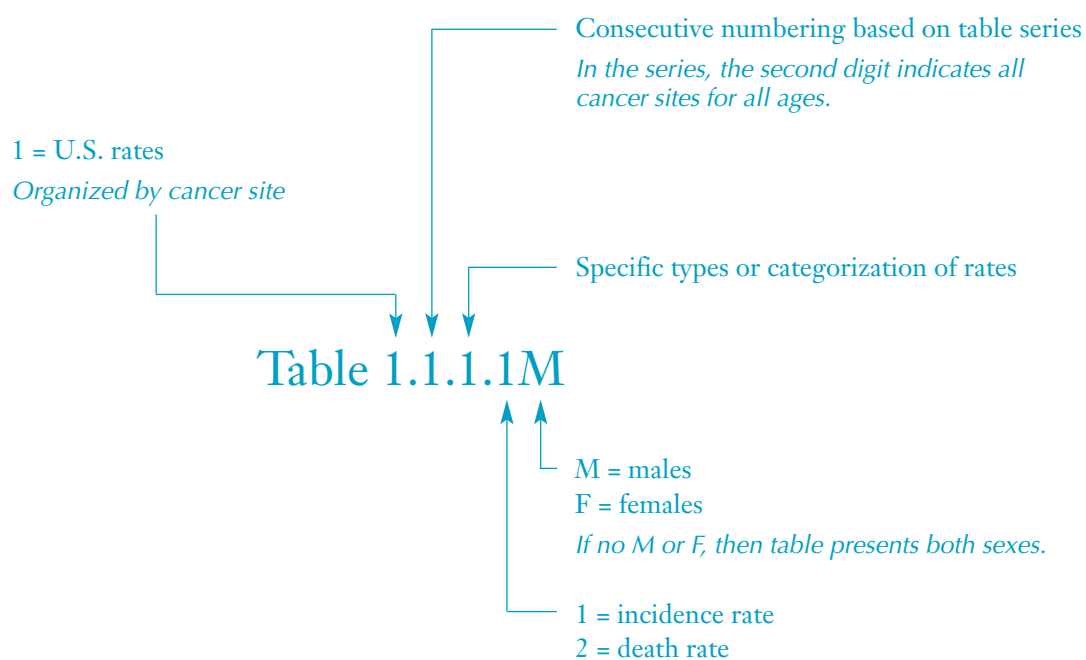 Consecutive numbering based on table series
In the series, the second digit indicates all
cancer sites for all ages.
1 = U.S. rates
Organized by cancer site
Specific types or categorization of rates
Table 1.1.1.1M
M = males
F = females
If no M or F, then table presents both sexes.
1 = incidence rate
2 = death rate